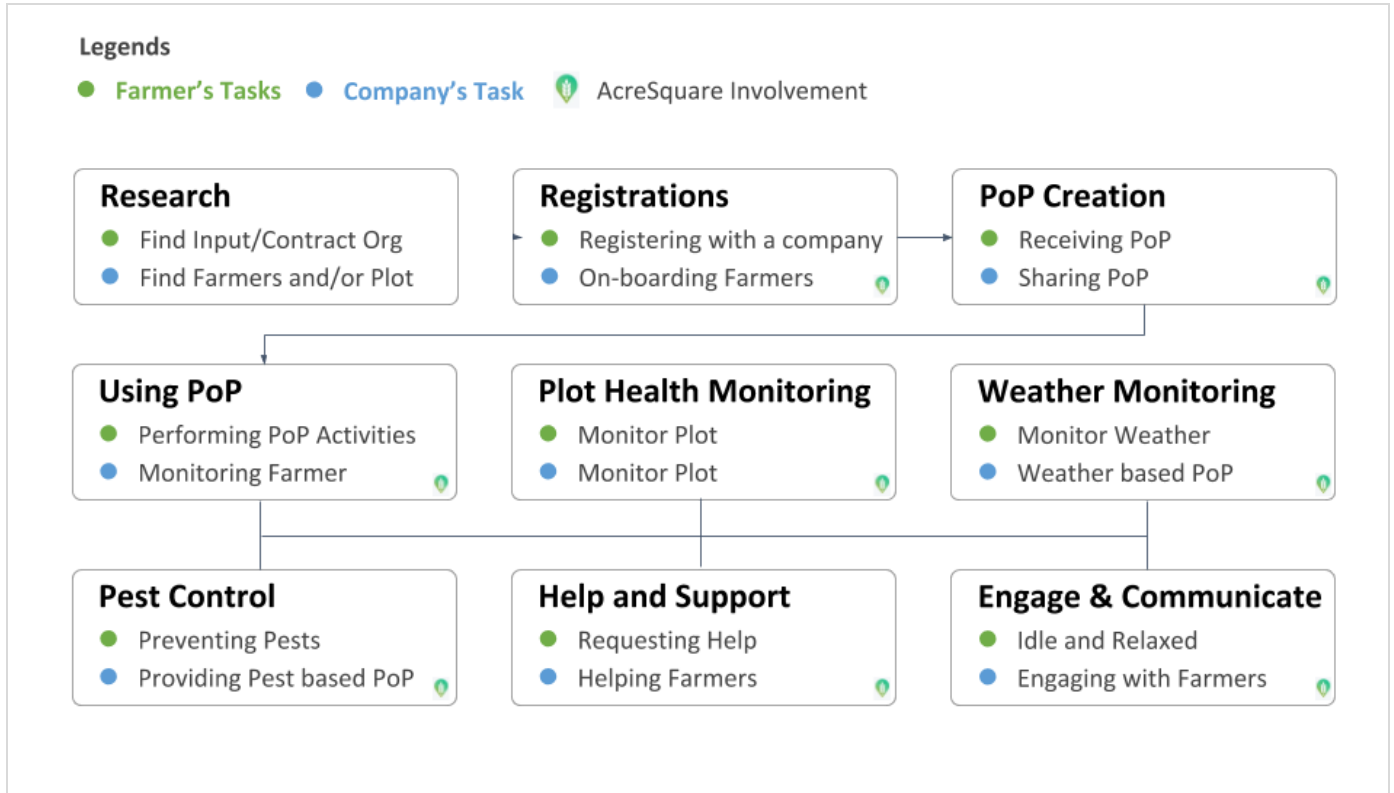 Legends
Farmer's Tasks Company's Task AcreSquare Involvement
Research
Find Input/Contract Org
Find Farmers and/or Plot
Registrations
Registering with a company
On-boarding Farmers
PoP Creation
Receiving PoP
Sharing PoP
Using PoP
Performing PoP Activities
Monitoring Farmer
Plot Health Monitoring
Monitor Plot
Monitor Plot
Weather Monitoring
Monitor Weather
Weather based PoP
Pest Control
Preventing Pests
Providing Pest based PoP
Help and Support
Requesting Help
Helping Farmers
Engage & Communicate
Idle and Relaxed
Engaging with Farmers